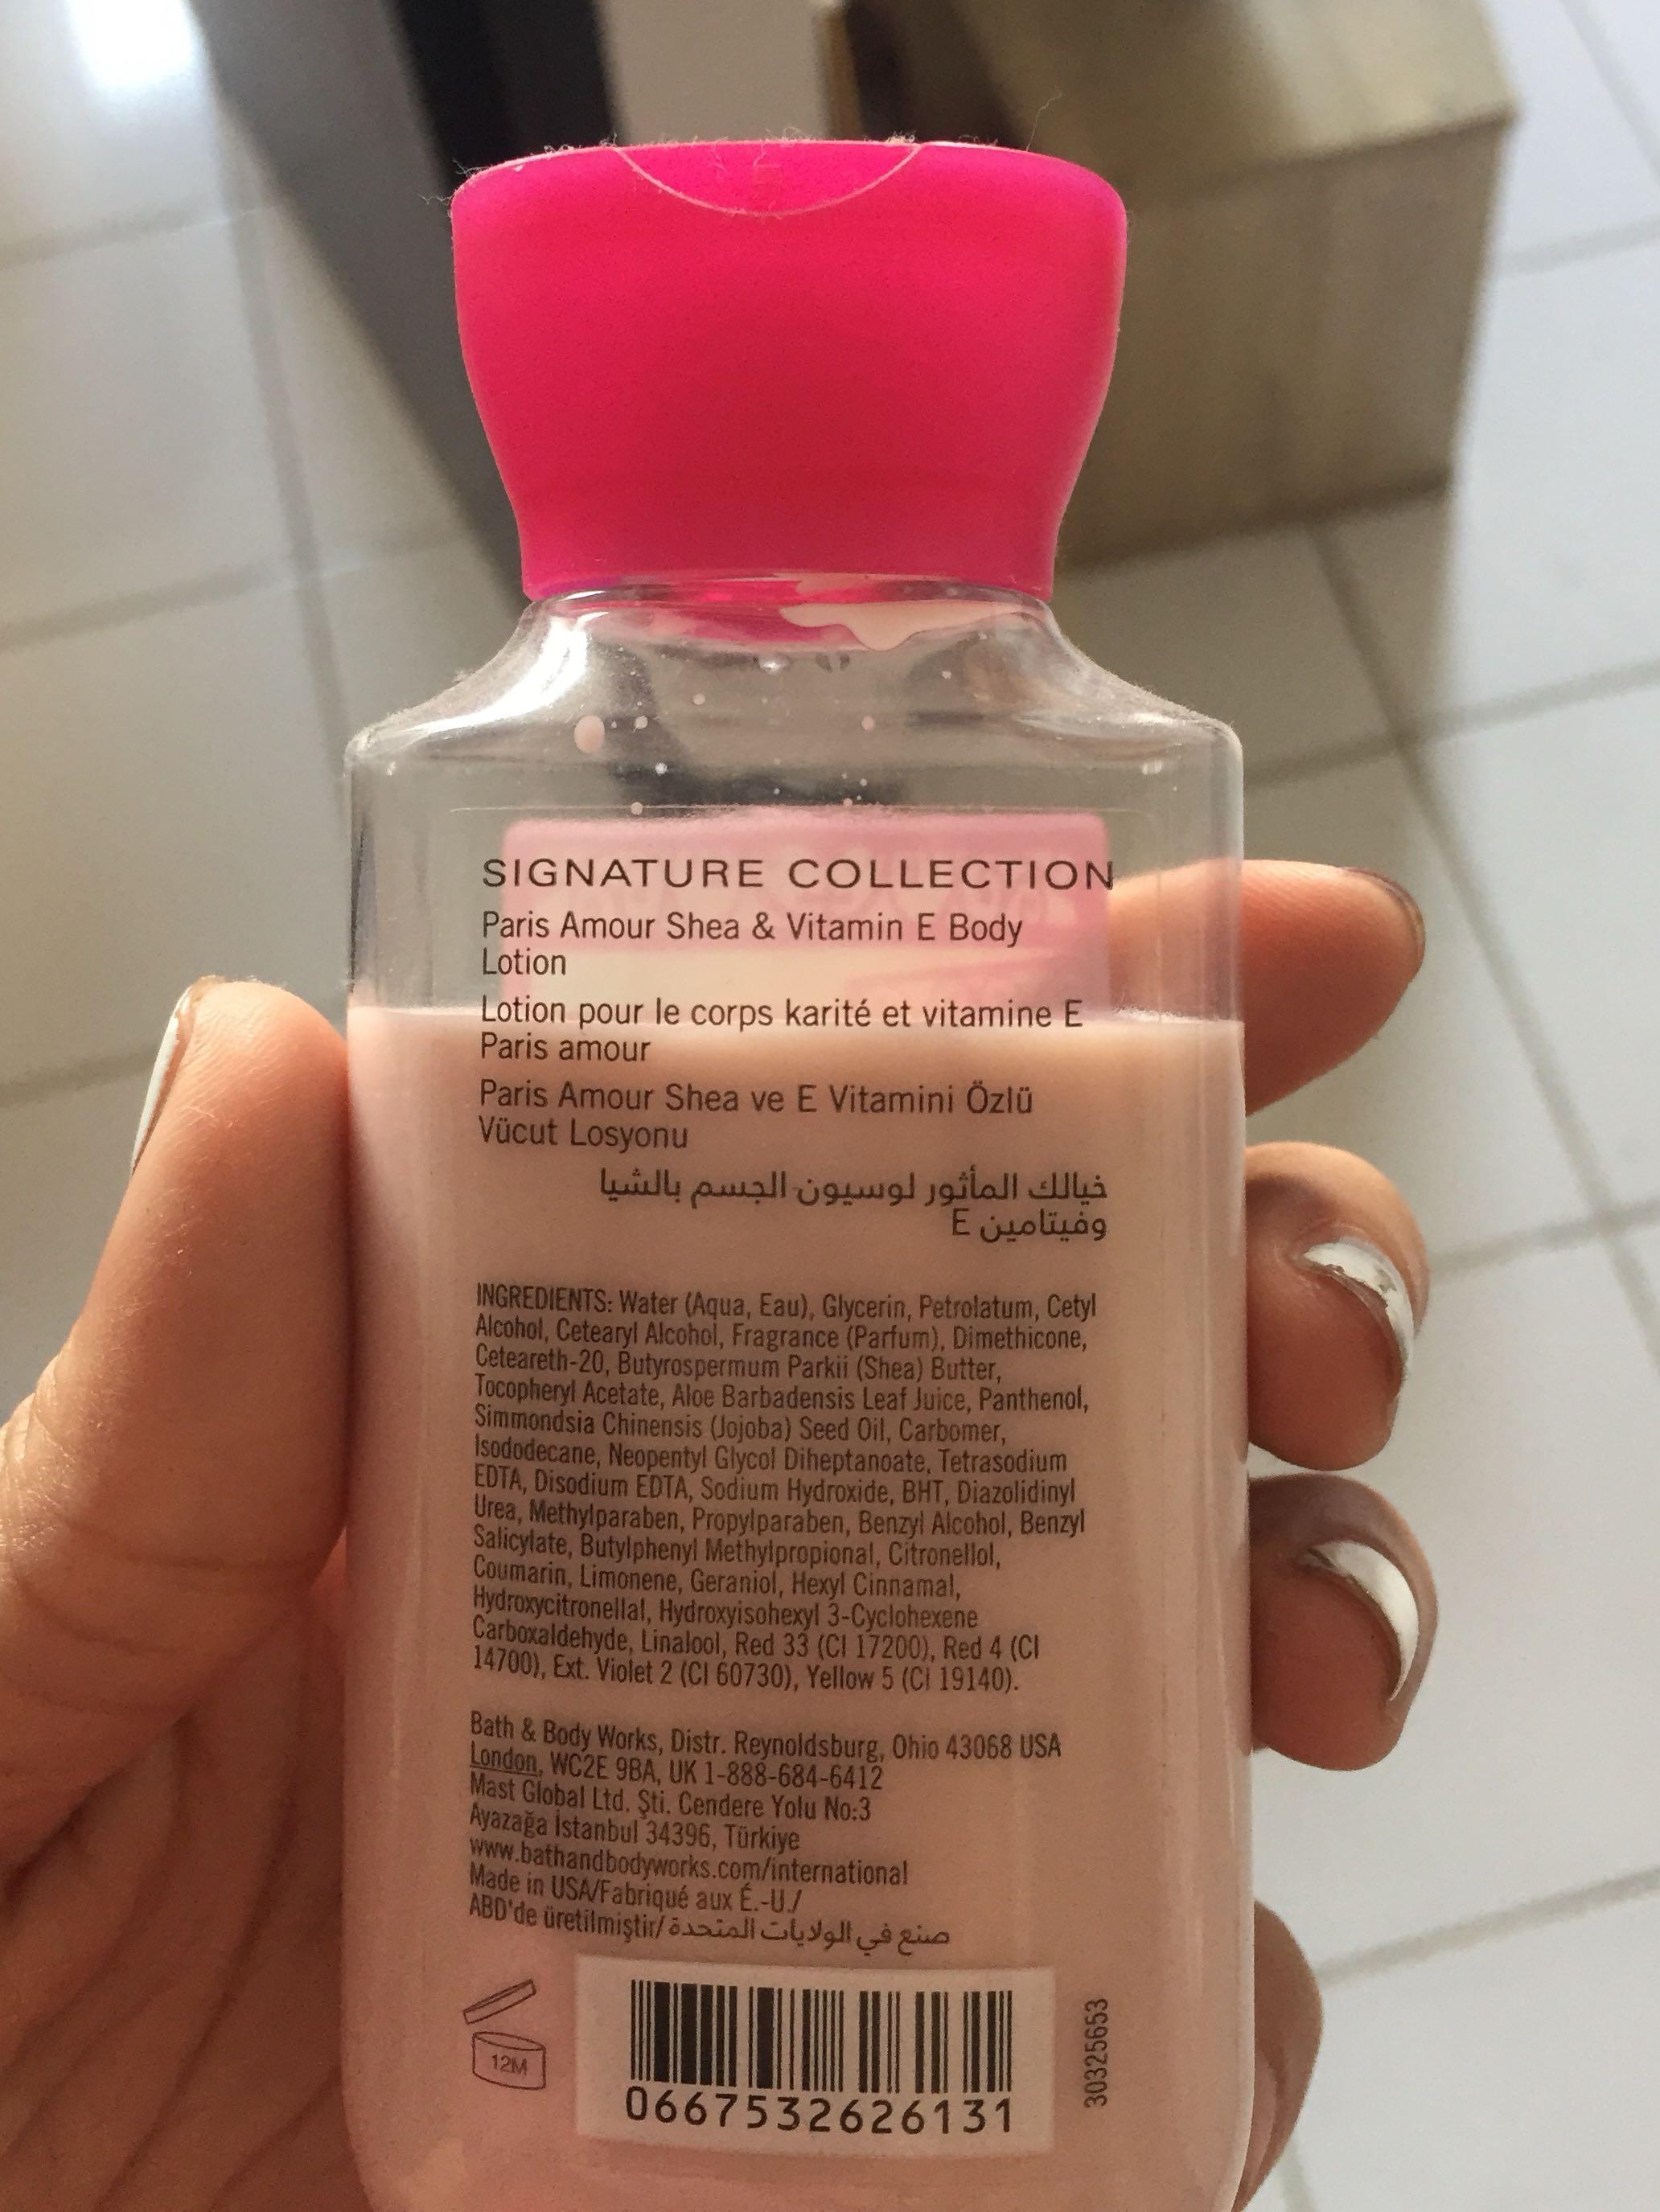 SIGNATURE COLLECTION
Paris Amour Shea & Vitamin E Body
Lotion
Lotion pour le corps karité et vitamine E
Paris amour
Paris Amour Shea ve E Vitamini Özlü
Vücut Losyonu
خيالك المأثور لوسيون الجسم بالشيا
وفيتامين E
INGREDIENTS: Water (Aqua, Eau), Glycerin, Petrolatum, Cetyl
Alcohol, Cetearyl Alcohol, Fragrance (Parfum), Dimethicone,
Ceteareth-20, Butyrospermum Parkii (Shea) Butter,
Tocopheryl Acetate, Aloe Barbadensis Leaf Juice, Panthenol,
Simmondsia Chinensis (Jojoba) Seed Oil, Carbomer,
Isododecane, Neopentyl Glycol Diheptanoate, Tetrasodium
EDTA, Disodium EDTA, Sodium Hydroxide, BHT, Diazolidinyl
Urea, Methylparaben, Propylparaben, Benzyl Alcohol, Benzyl
Salicylate, Butylphenyl Methylpropional, Citronellol,
Coumarin, Limonene, Geraniol, Hexyl Cinnamal,
Hydroxycitronellal, Hydroxyisohexyl 3-Cyclohexene
Carboxaldehyde, Linalool, Red 33 (CI 17200), Red 4 (CI
14700), Ext. Violet 2 (CI 60730), Yellow 5 (CI 19140).
Bath & Body Works, Distr. Reynoldsburg, Ohio 43068 USA
London, WC2E 9BA, UK 1-888-684-6412
Mast Global Ltd. Şti. Cendere Yolu No:3
Ayazağa İstanbul 34396, Türkiye
www.bathandbodyworks.com/international
Made in USA/Fabriqué aux É.-U./
ABD'de üretilmiştir/صنع في الولايات المتحدة
12M
0667532626131
30325653